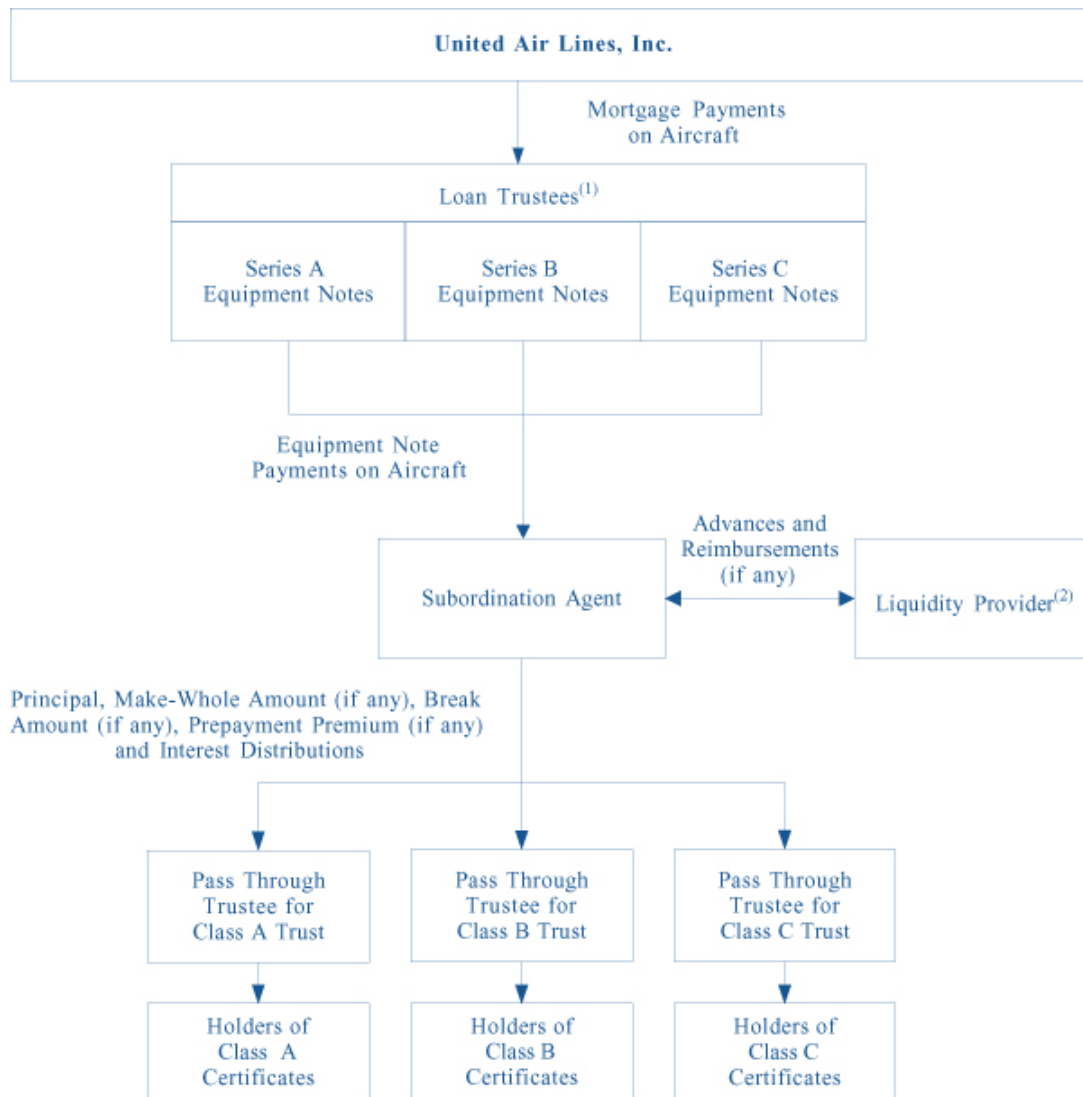 United Air Lines, Inc.
Mortgage Payments
on Aircraft
Loan Trustees(1)
Series A
Equipment Notes
Series B
Equipment Notes
Series C
Equipment Notes
Equipment Note
Payments on Aircraft
Advances and
Reimbursements
(if any)
Subordination Agent
Liquidity Provider(2)
Principal, Make-Whole Amount (if any), Break
Amount (if any), Prepayment Premium (if any)
and Interest Distributions
Pass Through
Trustee for
Class A Trust
Pass Through
Trustee for
Class B Trust
Pass Through
Trustee for
Class C Trust
Holders of
Class A
Certificates
Holders of
Class B
Certificates
Holders of
Class C
Certificates